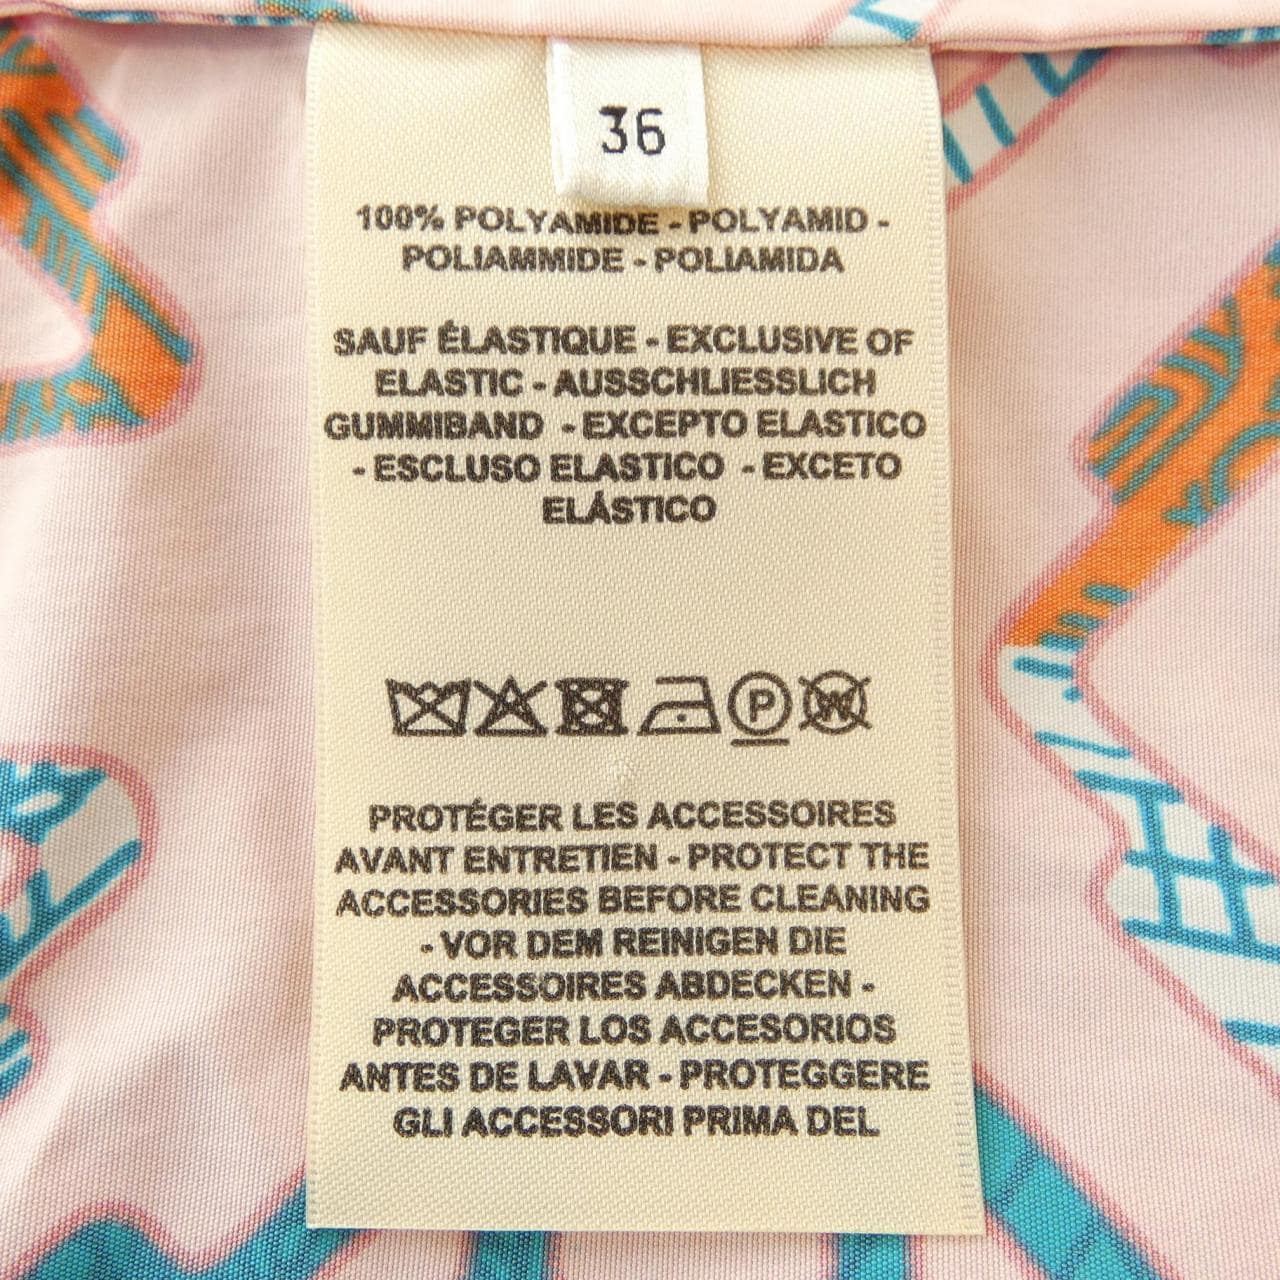 36
100% POLYAMIDE - POLYAMID -
POLIAMMIDE - POLIAMIDA
SAUF ÉLASTIQUE - EXCLUSIVE OF
ELASTIC - AUSSCHLIESSLICH
GUMMIBAND - EXCEPTO ELASTICO
- ESCLUSO ELASTICO - EXCETO
ELÁSTICO
P W
PROTÉGER LES ACCESSOIRES
AVANT ENTRETIEN - PROTECT THE
ACCESSORIES BEFORE CLEANING
- VOR DEM REINIGEN DIE
ACCESSOIRES ABDECKEN -
PROTEGER LOS ACCESORIOS
ANTES DE LAVAR - PROTEGGERE
GLI ACCESSORI PRIMA DEL